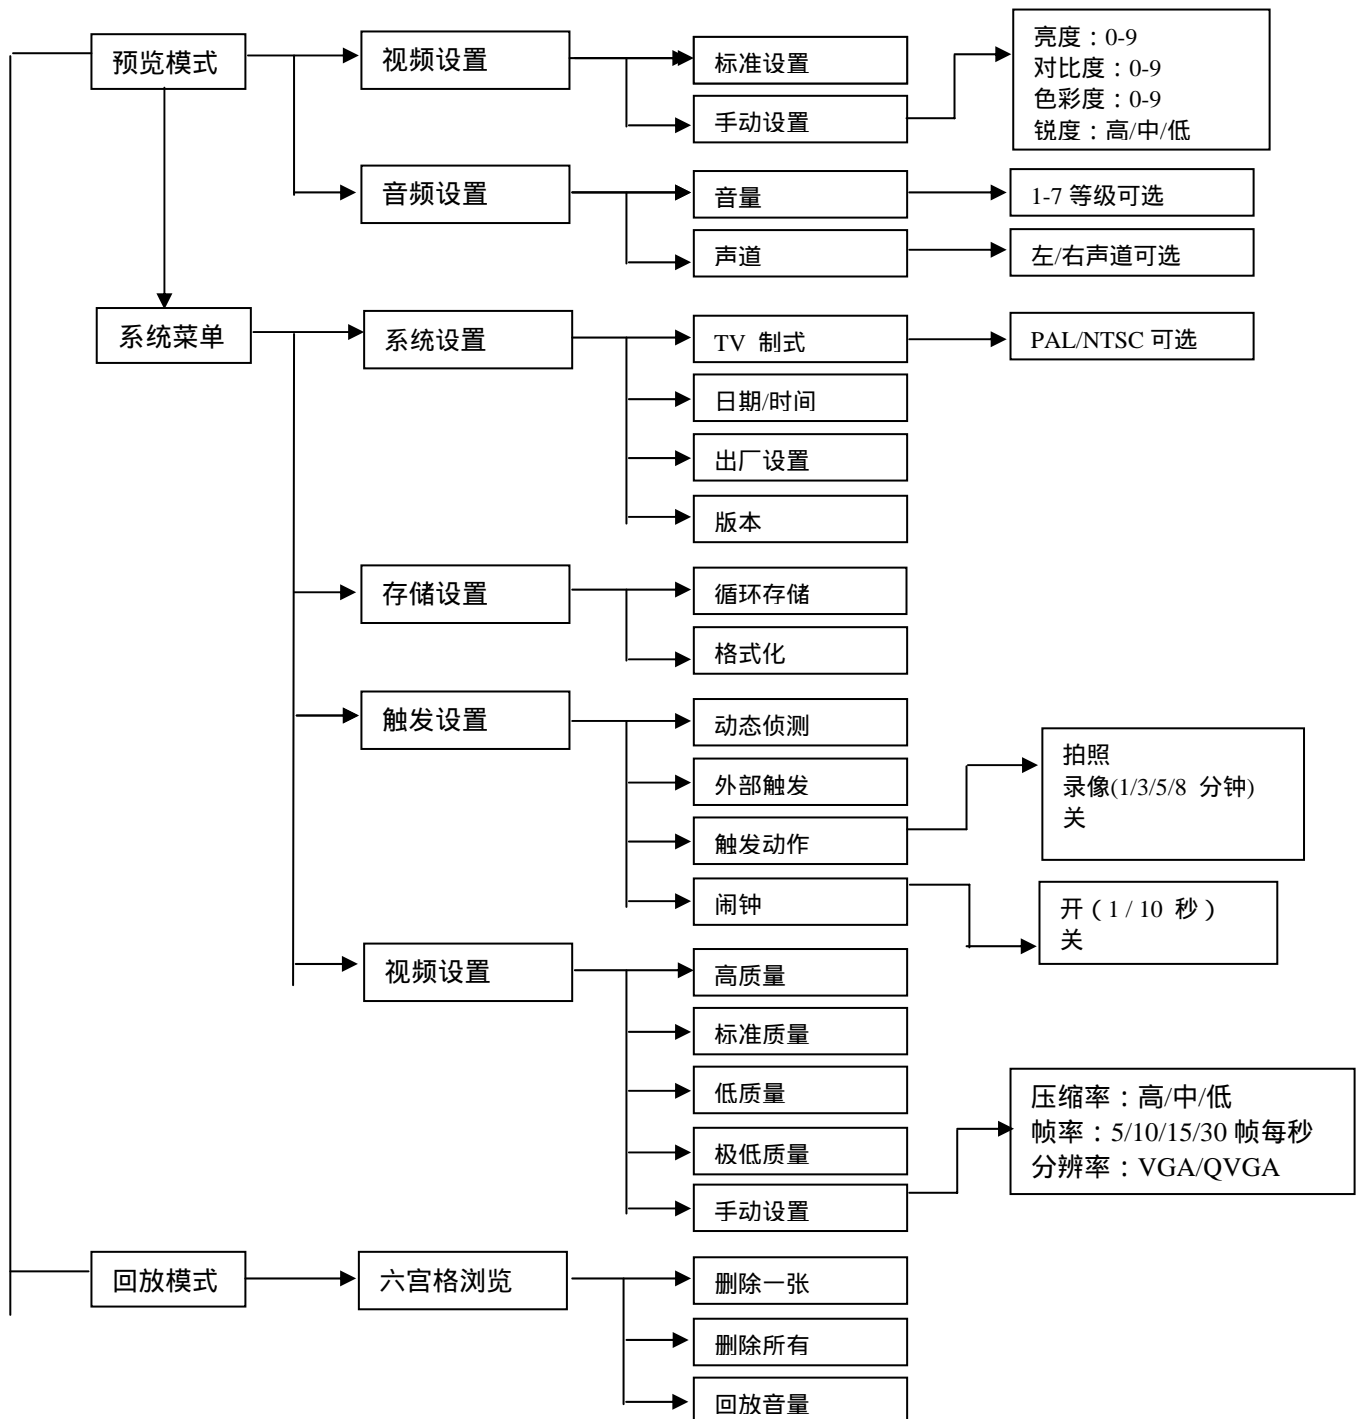 预览模式
视频设置
标准设置
手动设置
亮度：0-9
对比度：0-9
色彩度：0-9
锐度：高/中/低
音频设置
音量
1-7 等级可选
声道
左/右声道可选
系统菜单
系统设置
TV 制式
PAL/NTSC 可选
日期/时间
出厂设置
版本
存储设置
循环存储
格式化
触发设置
动态侦测
外部触发
触发动作
拍照
录像(1/3/5/8 分钟)
关
闹钟
开（1 / 10 秒）
关
视频设置
高质量
标准质量
低质量
极低质量
手动设置
压缩率：高/中/低
帧率：5/10/15/30 帧每秒
分辨率：VGA/QVGA
回放模式
六宫格浏览
删除一张
删除所有
回放音量